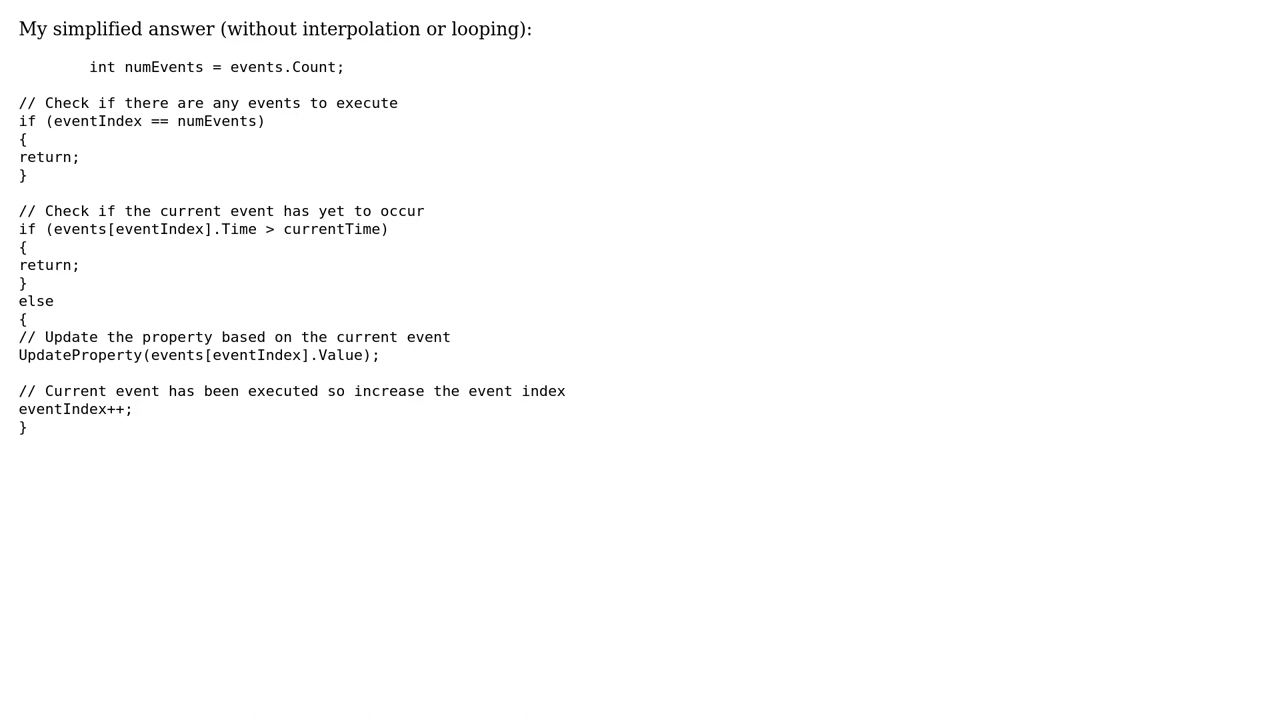 My simplified answer (without interpolation or looping):
        int numEvents = events.Count;

// Check if there are any events to execute
if (eventIndex == numEvents)
{
return;
}

// Check if the current event has yet to occur
if (events[eventIndex].Time > currentTime)
{
return;
}
else
{
// Update the property based on the current event
UpdateProperty(events[eventIndex].Value);

// Current event has been executed so increase the event index
eventIndex++;
}